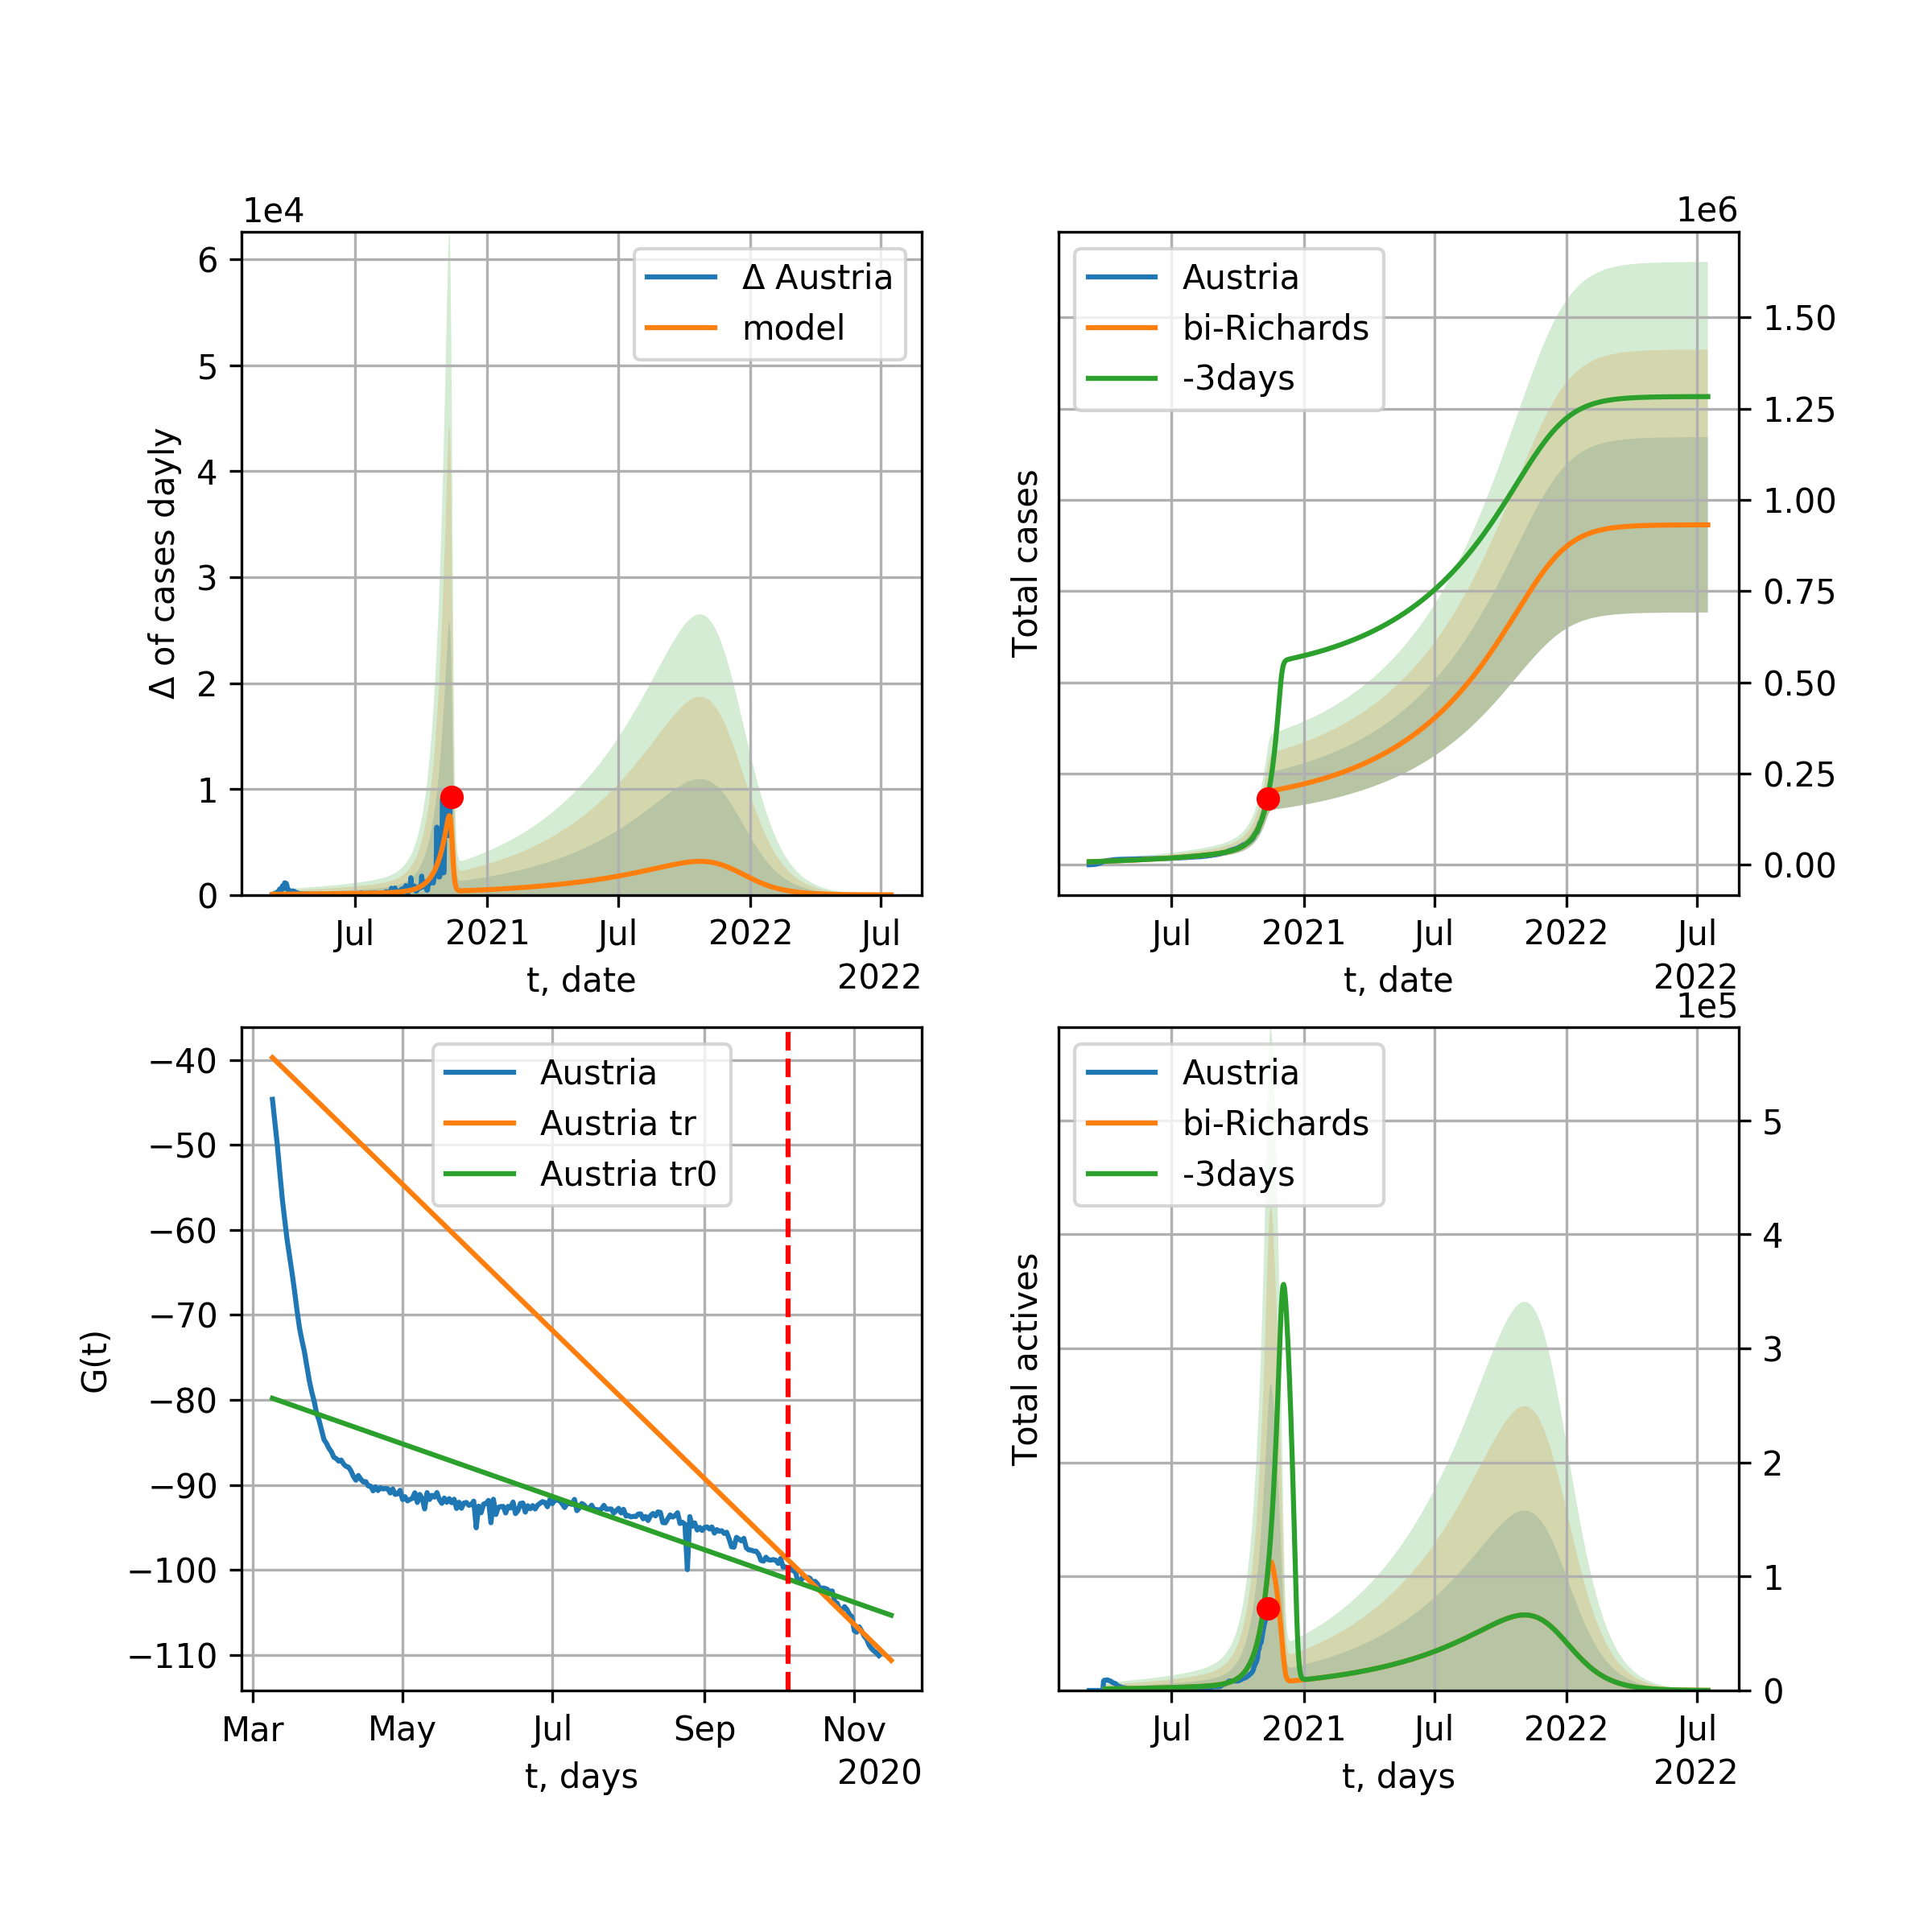 1e4
6
5
4
3
2
1
0
Δ of cases dayly
Δ Austria
model
Jul
2021
Jul
2022
Jul
2022
t, date
1e6
Total cases
Austria
bi-Richards
-3days
1.50
1.25
1.00
0.75
0.50
0.25
0.00
Jul
2021
Jul
2022
Jul
2022
t, date
−40
−50
−60
−70
−80
−90
−100
−110
G(t)
Austria
Austria tr
Austria tr0
Mar
May
Jul
Sep
Nov
2020
t, days
1e5
Total actives
Austria
bi-Richards
-3days
5
4
3
2
1
0
Jul
2021
Jul
2022
Jul
2022
t, days